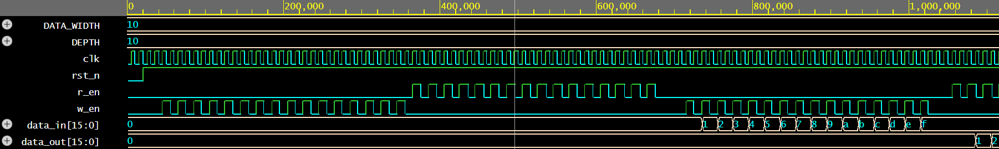 0 200,000 400,000 600,000 800,000 1,000,000
DATA_WIDTH 10
DEPTH 10
clk
rst_n
r_en
w_en
data_in[15:0] 0 1 2 3 4 5 6 7 8 9 a b c d e f
data_out[15:0] 0 1 2